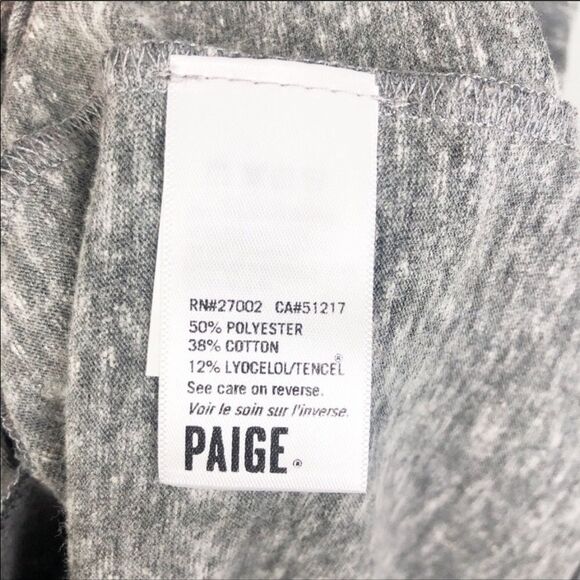 RN#27002 CA#51217
50% POLYESTER
38% COTTON
12% LYOCELOL/TENCEL®
See care on reverse.
Voir le soin sur l'inverse.
PAIGE®